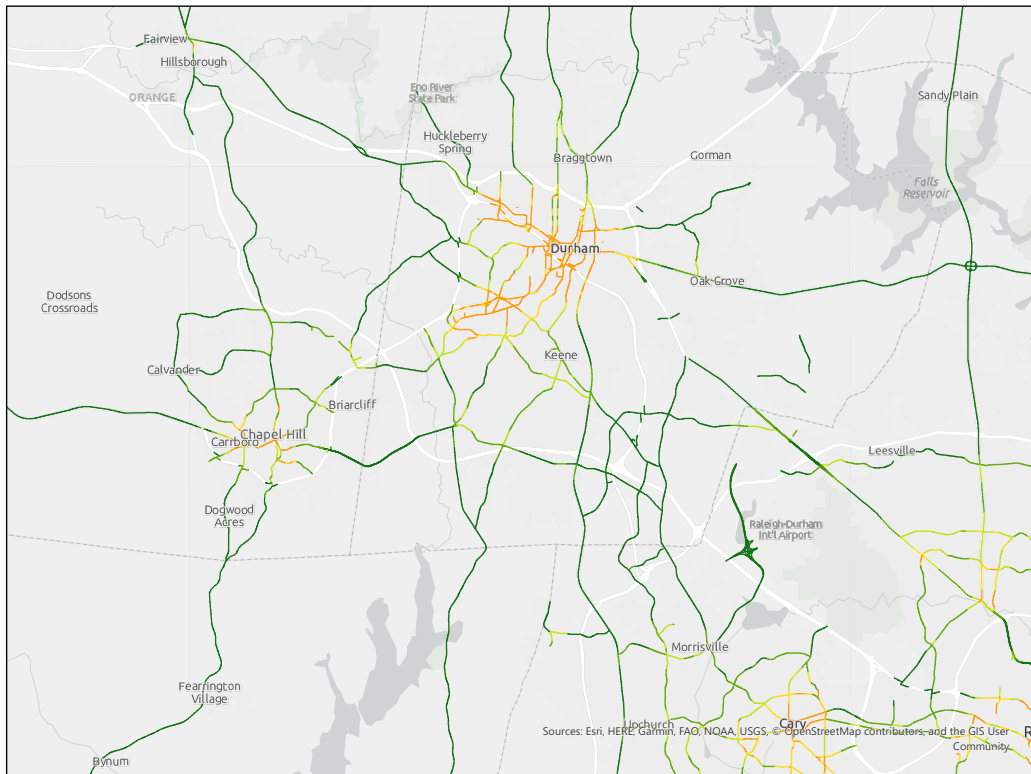 Fairview
Hillsborough
ORANGE
Eno River
State Park
Sandy Plain
Huckleberry
Spring
Braggtown
Gorman
Falls
Reservoir
Durham
Oak Grove
Dodsons
Crossroads
Keene
Calvander
Briarcliff
Chapel Hill
Carrboro
Leesville
Dogwood
Acres
Raleigh-Durham
Int'l Airport
Morrisville
Fearrington
Village
Upchurch
Cary
Sources: Esri, HERE, Garmin, FAO, NOAA, USGS, © OpenStreetMap contributors, and the GIS User
Community
R
Bynum